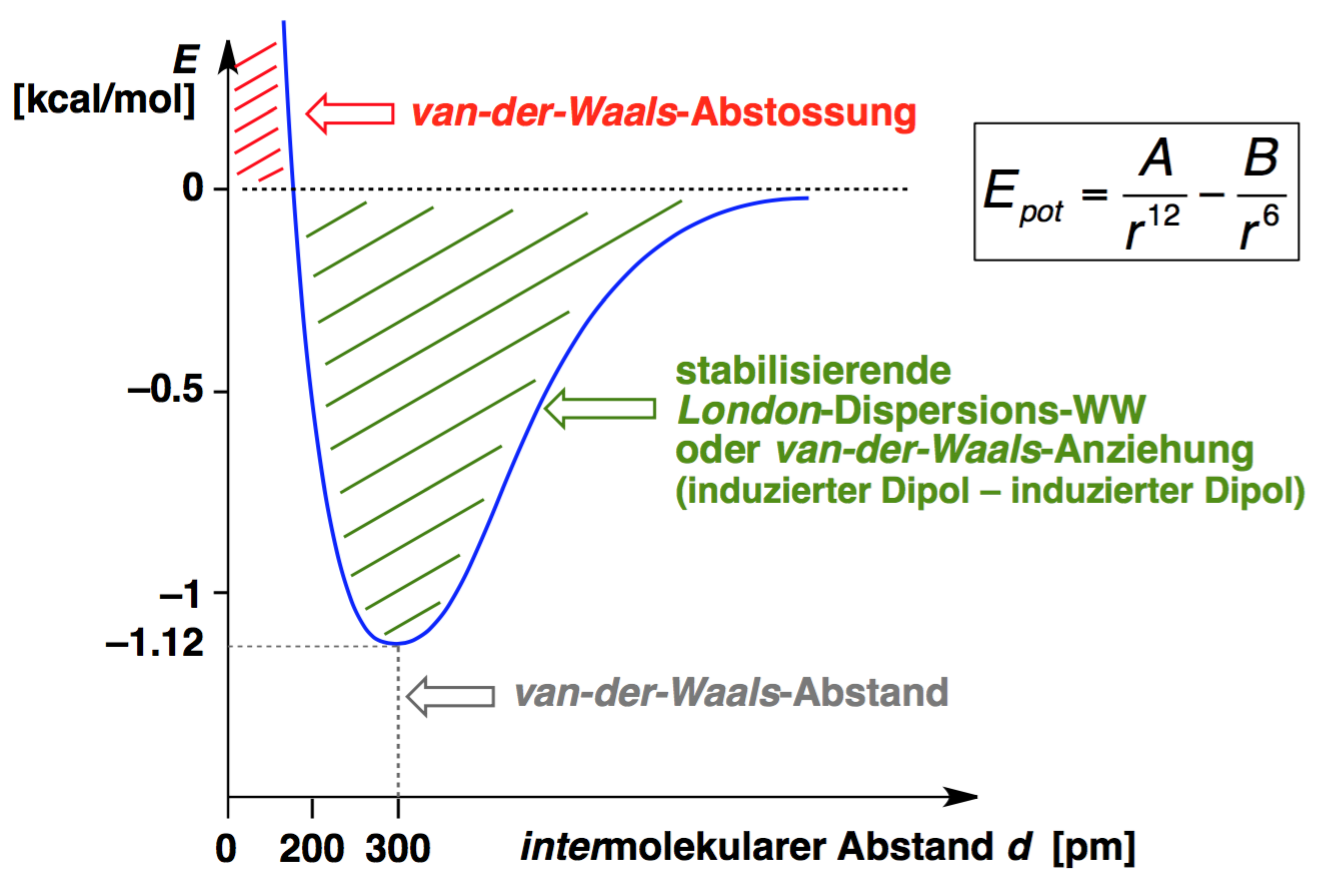 E
[kcal/mol]
van-der-Waals-Abstossung
0
E_pot = A/r^12 − B/r^6
−0.5
stabilisierende
London-Dispersions-WW
oder van-der-Waals-Anziehung
(induzierter Dipol – induzierter Dipol)
−1
−1.12
van-der-Waals-Abstand
0 200 300
intermolekularer Abstand d [pm]